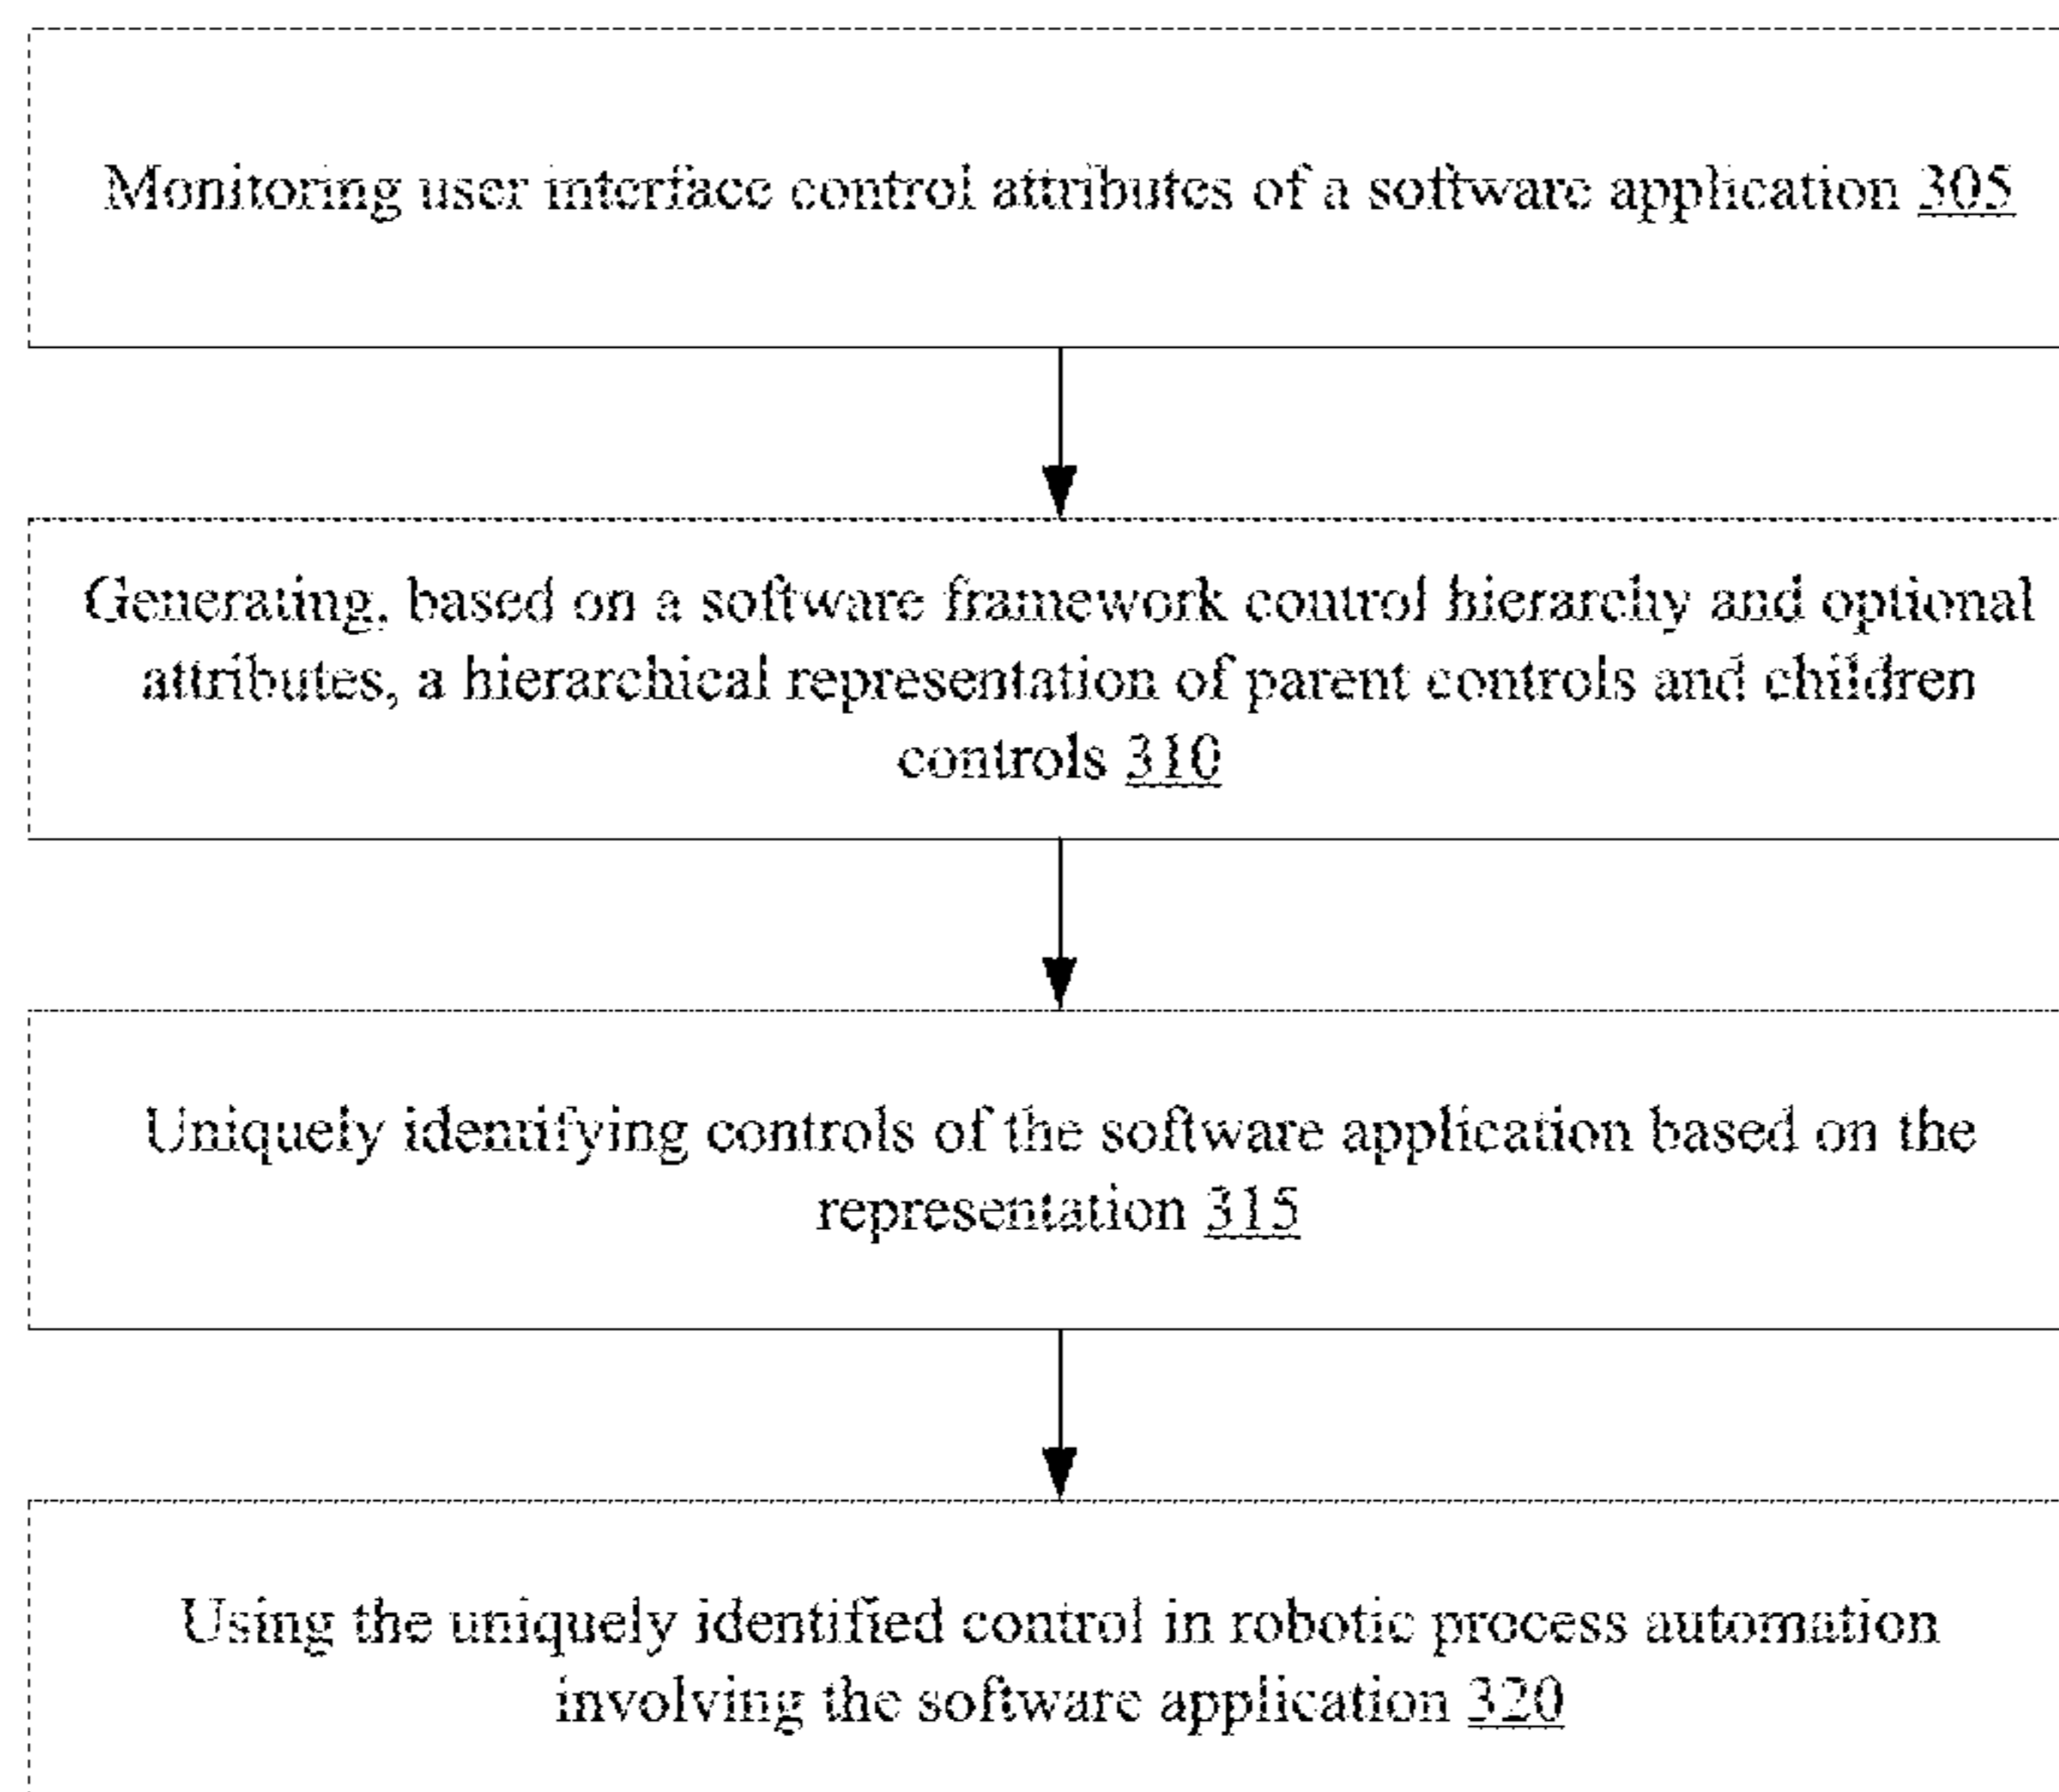 Monitoring user interface control attributes of a software application 305
Generating, based on a software framework control hierarchy and optional
attributes, a hierarchical representation of parent controls and children
controls 310
Uniquely identifying controls of the software application based on the
representation 315
Using the uniquely identified control in robotic process automation
involving the software application 320